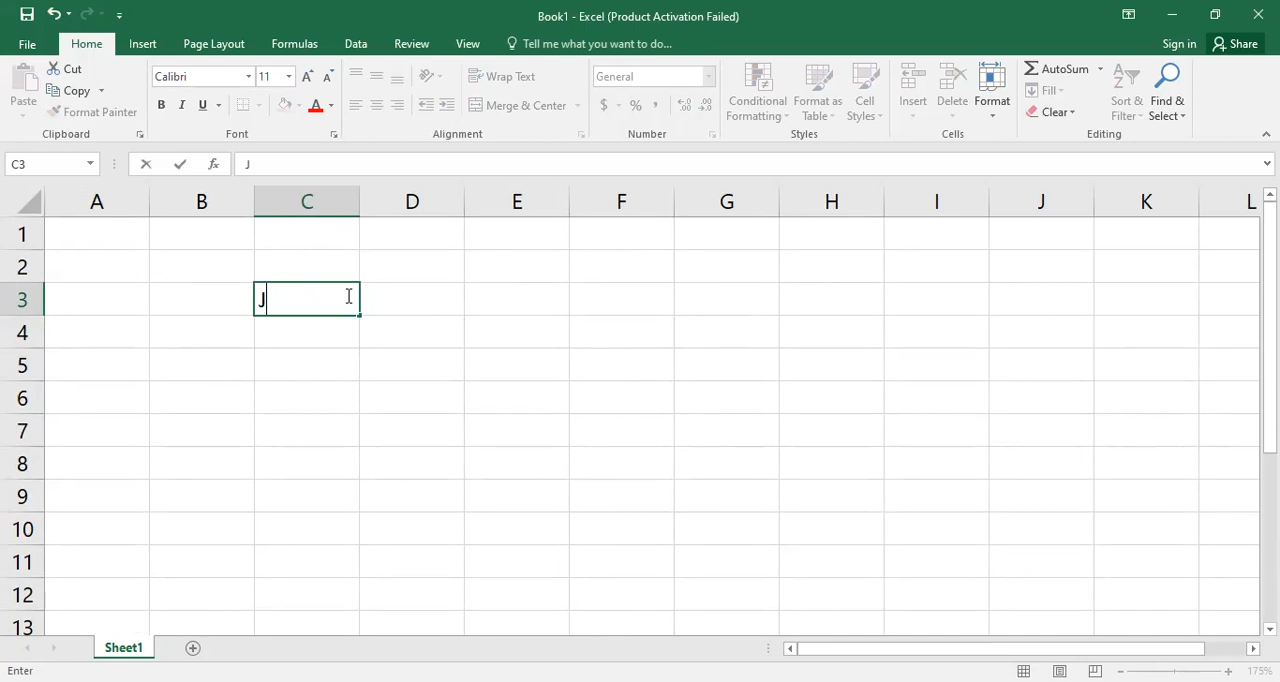 Book1 - Excel (Product Activation Failed)
File Home Insert Page Layout Formulas Data Review View Tell me what you want to do... Sign in Share
Paste Cut Copy Format Painter Clipboard
Calibri 11 B I U A Font
Wrap Text Merge & Center Alignment
General $ % , Number
Conditional Formatting Format as Table Cell Styles Styles
Insert Delete Format Cells
AutoSum Fill Clear Sort & Filter Find & Select Editing
C3 fx J
A B C D E F G H I J K L
1
2
3 J
4
5
6
7
8
9
10
11
12
13
Sheet1
Enter 175%